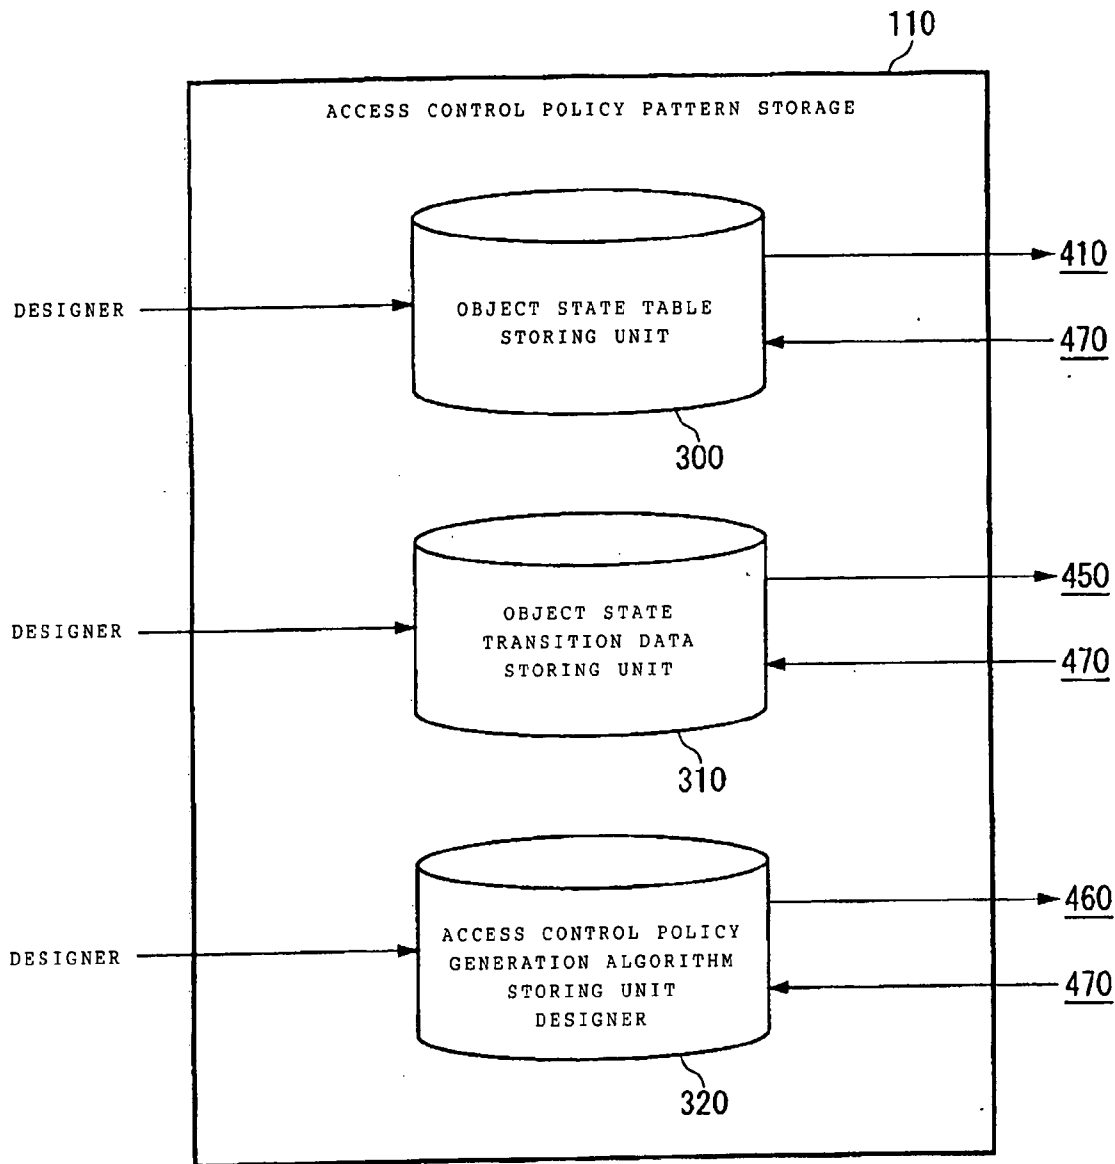 110
ACCESS CONTROL POLICY PATTERN STORAGE
410
DESIGNER
OBJECT STATE TABLE
STORING UNIT
470
300
450
DESIGNER
OBJECT STATE
TRANSITION DATA
STORING UNIT
470
310
460
DESIGNER
ACCESS CONTROL POLICY
GENERATION ALGORITHM
STORING UNIT
DESIGNER
470
320